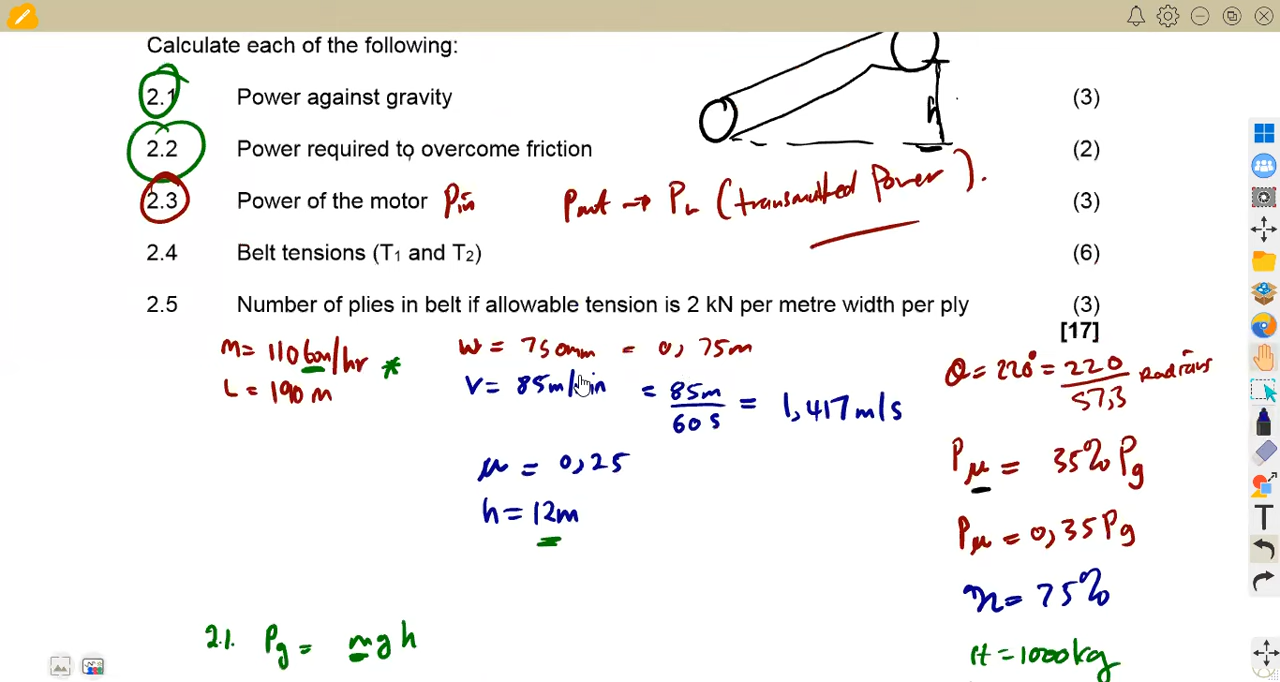 Calculate each of the following:
2.1 Power against gravity (3)
h
2.2 Power required to overcome friction (2)
2.3 Power of the motor Pin Pout → PL (transmitted Power). (3)
2.4 Belt tensions (T1 and T2) (6)
2.5 Number of plies in belt if allowable tension is 2 kN per metre width per ply (3)
[17]
M= 110 ton/hr *
L = 190 m
W = 750mm = 0,75m
V = 85m/min = 85m/60s = 1,417m/s
μ = 0,25
h = 12m
θ = 220° = 220/57,3 Radians
Pμ = 35% Pg
Pμ = 0,35Pg
η = 75%
1t = 1000kg
2.1. Pg = mgh
T